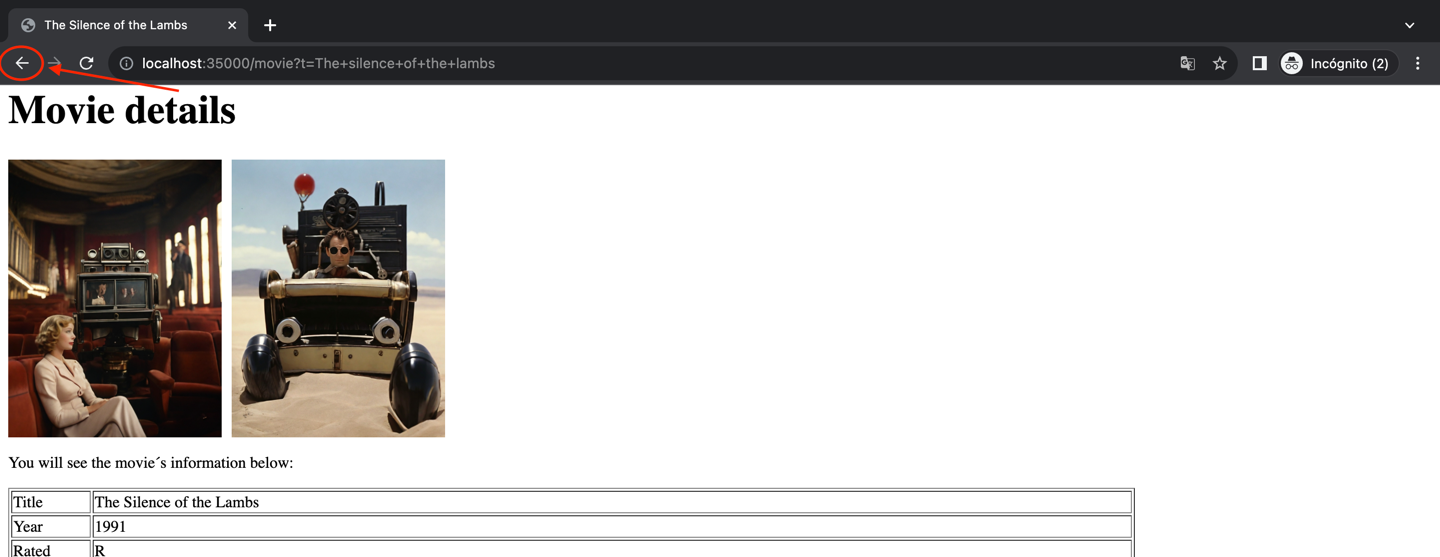 The Silence of the Lambs
localhost:35000/movie?t=The+silence+of+the+lambs
Incógnito (2)
Movie details
You will see the movie´s information below:
Title The Silence of the Lambs
Year 1991
Rated R